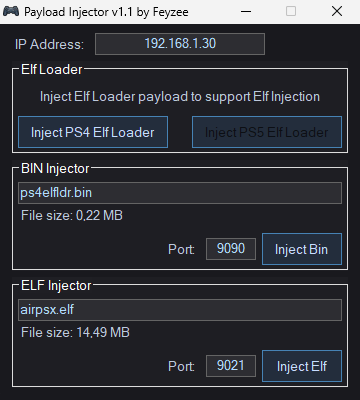 Payload Injector v1.1 by Feyzee
IP Address: 192.168.1.30
Elf Loader
Inject Elf Loader payload to support Elf Injection
Inject PS4 Elf Loader Inject PS5 Elf Loader
BIN Injector
ps4elfldr.bin
File size: 0,22 MB
Port: 9090 Inject Bin
ELF Injector
airpsx.elf
File size: 14,49 MB
Port: 9021 Inject Elf